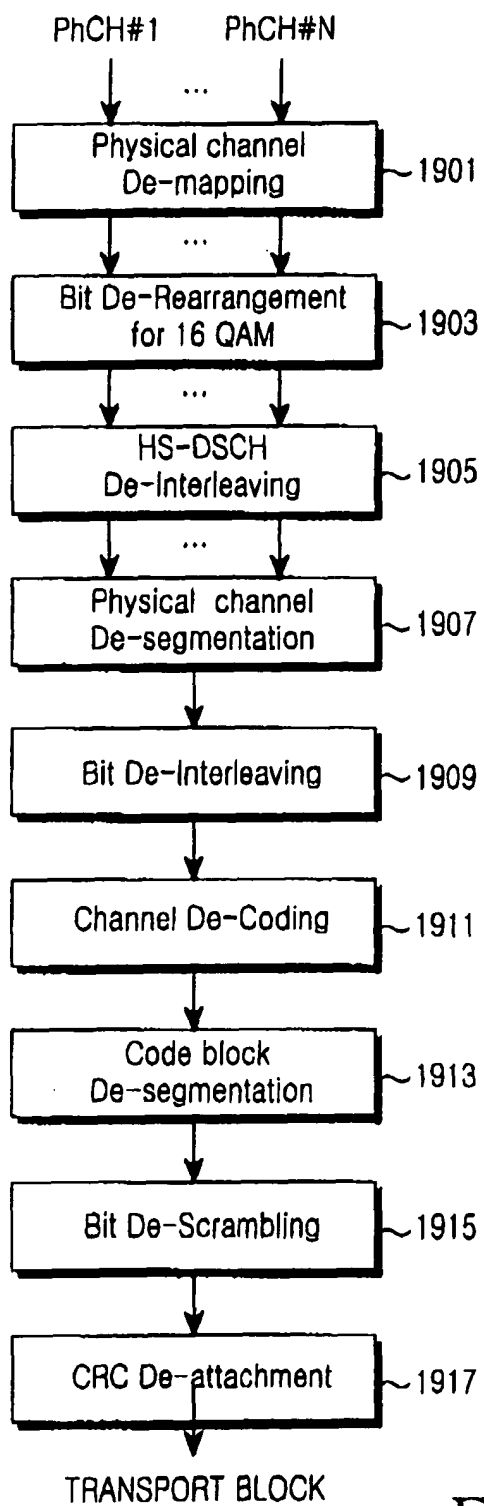 PhCH#1 PhCH#N
...
Physical channel
De-mapping
1901
...
Bit De-Rearrangement
for 16 QAM
1903
...
HS-DSCH
De-Interleaving
1905
...
Physical channel
De-segmentation
1907
Bit De-Interleaving
1909
Channel De-Coding
1911
Code block
De-segmentation
1913
Bit De-Scrambling
1915
CRC De-attachment
1917
TRANSPORT BLOCK